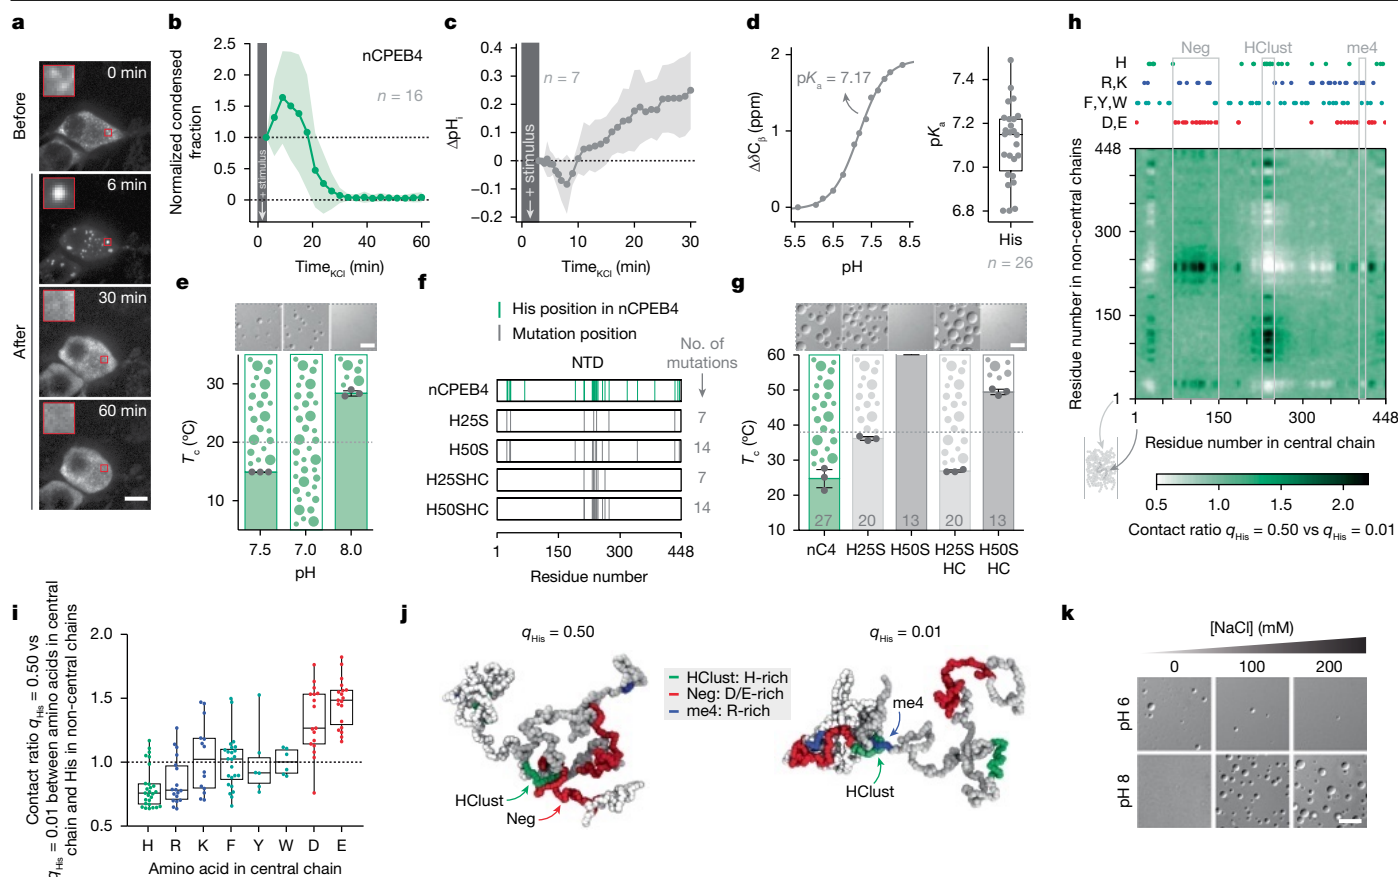 a
Before
After
0 min
6 min
30 min
60 min
b
Normalized condensed
fraction
2.5
2.0
1.5
1.0
0.5
0
nCPEB4
n = 16
+ stimulus
0
20
40
60
Time_KCl (min)
c
ΔpH_i
0.4
0.3
0.2
0.1
0
−0.1
−0.2
n = 7
+ stimulus
0
10
20
30
Time_KCl (min)
d
ΔδC_β (ppm)
2
1
0
pK_a = 7.17
5.5
6.5
7.5
8.5
pH
pK_a
7.4
7.2
7.0
6.8
His
n = 26
e
T_c (ºC)
30
20
10
7.5
7.0
8.0
pH
f
His position in nCPEB4
Mutation position
NTD
No. of
mutations
nCPEB4
H25S
7
H50S
14
H25SHC
7
H50SHC
14
1
150
300
448
Residue number
g
T_c (ºC)
60
50
40
30
20
10
27
20
13
20
13
nC4
H25S
H50S
H25S
HC
H50S
HC
h
Neg
HClust
me4
H
R,K
F,Y,W
D,E
Residue number in non-central chains
448
300
150
1
1
150
300
448
Residue number in central chain
0.5
1.0
1.5
2.0
Contact ratio q_His = 0.50 vs q_His = 0.01
i
Contact ratio q_His = 0.50 vs
q_His = 0.01 between amino acids in central
chain and His in non-central chains
2.0
1.5
1.0
0.5
H
R
K
F
Y
W
D
E
Amino acid in central chain
j
q_His = 0.50
q_His = 0.01
HClust: H-rich
Neg: D/E-rich
me4: R-rich
HClust
Neg
me4
HClust
k
[NaCl] (mM)
0
100
200
pH 6
pH 8